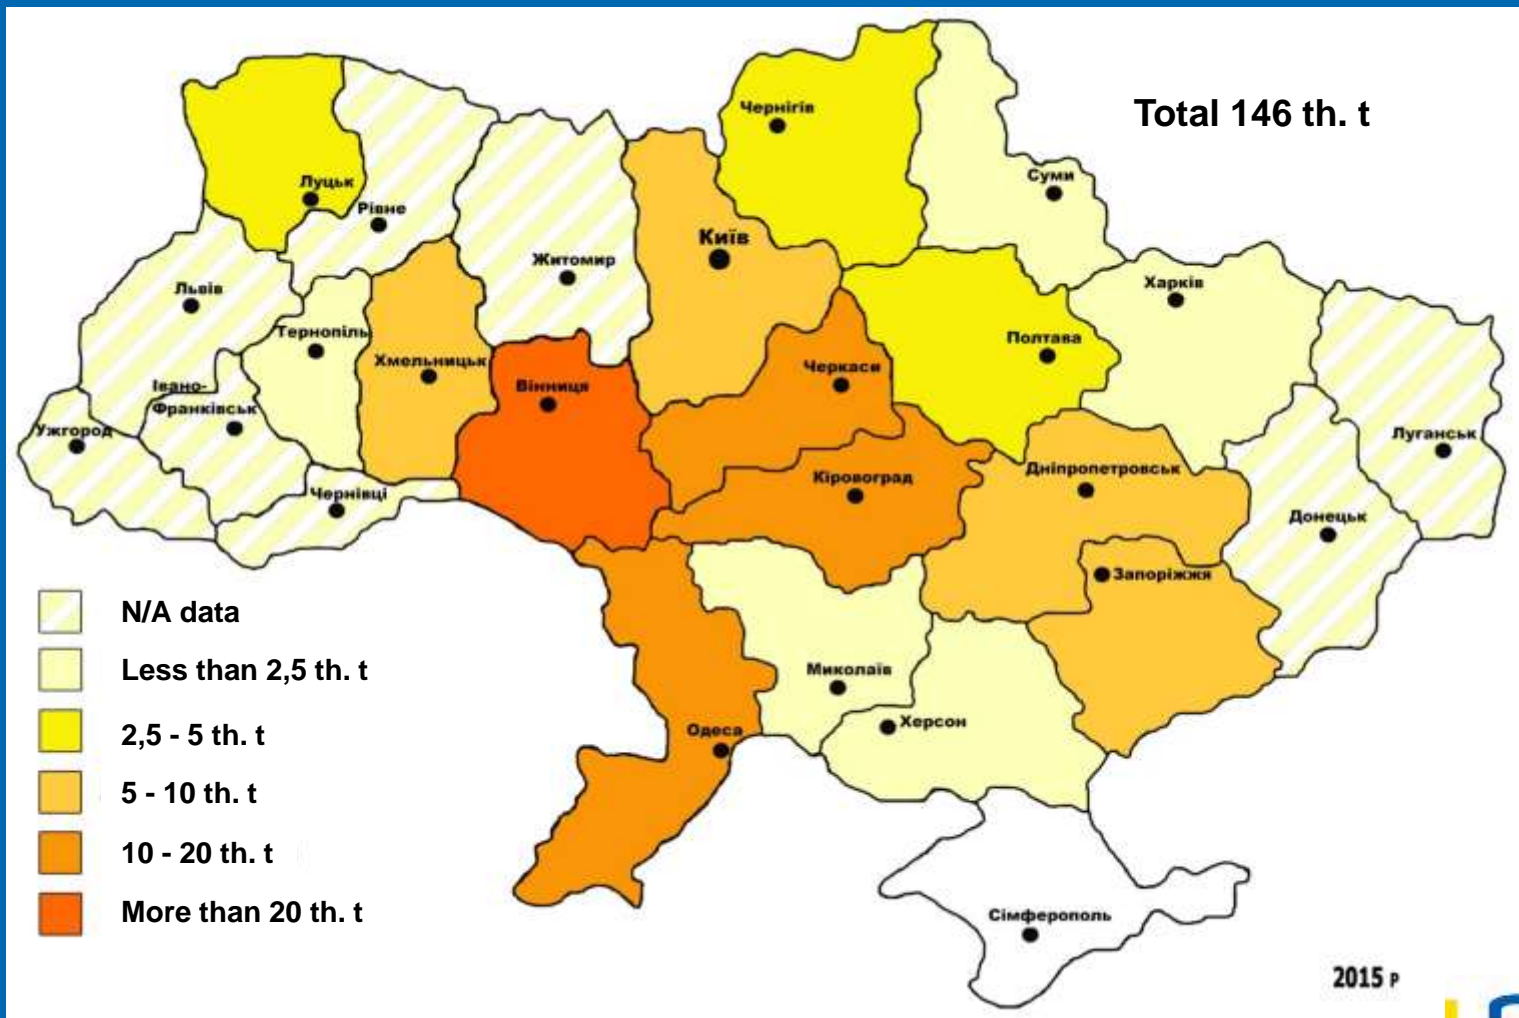 Total 146 th. t
Чернігів
Суми
Луцьк
Рівне
Київ
Житомир
Львів
Харків
Тернопіль
Хмельницьк
Полтава
Черкаси
Вінниця
Івано-
Франківськ
Ужгород
Луганськ
Чернівці
Кіровоград
Дніпропетровськ
Донецьк
Запоріжжя
Миколаїв
Херсон
Одеса
Сімферополь
N/A data
Less than 2,5 th. t
2,5 - 5 th. t
5 - 10 th. t
10 - 20 th. t
More than 20 th. t
2015 Р